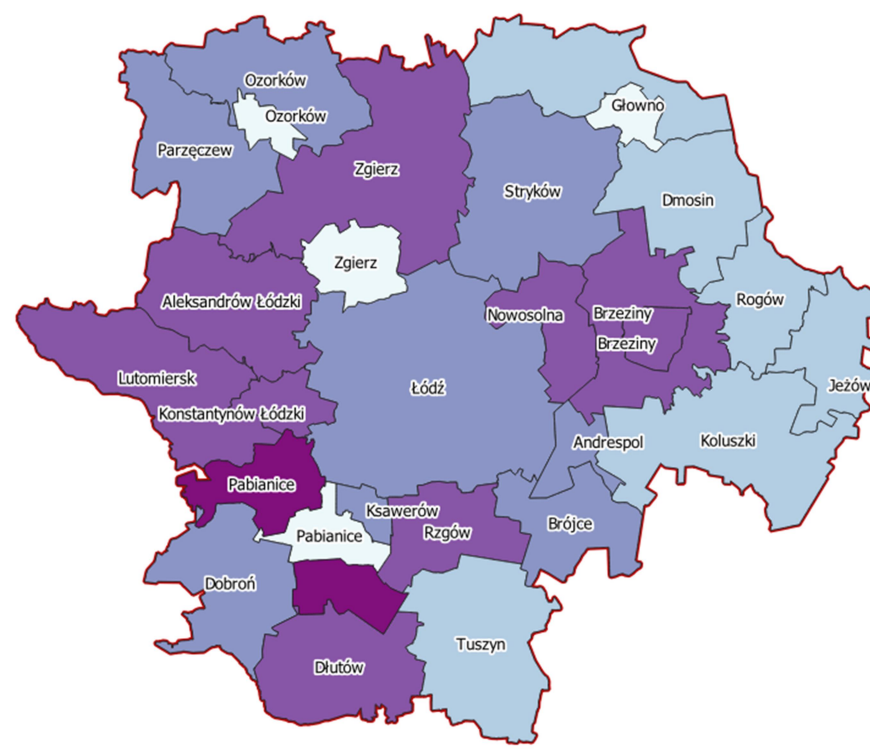 Ozorków
Głowno
Ozorków
Parzęczew
Zgierz
Stryków
Dmosin
Zgierz
Aleksandrów Łódzki
Rogów
Nowosolna
Brzeziny
Brzeziny
Lutomiersk
Łódź
Jeżów
Konstantynów Łódzki
Andrespol
Koluszki
Pabianice
Ksawerów
Brójce
Rzgów
Pabianice
Dobroń
Tuszyn
Dłutów